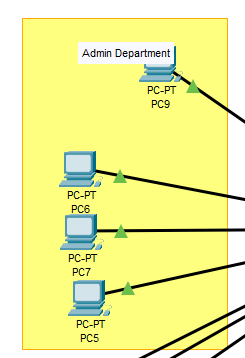 Admin Department
PC-PT
PC9
PC-PT
PC6
PC-PT
PC7
PC-PT
PC5